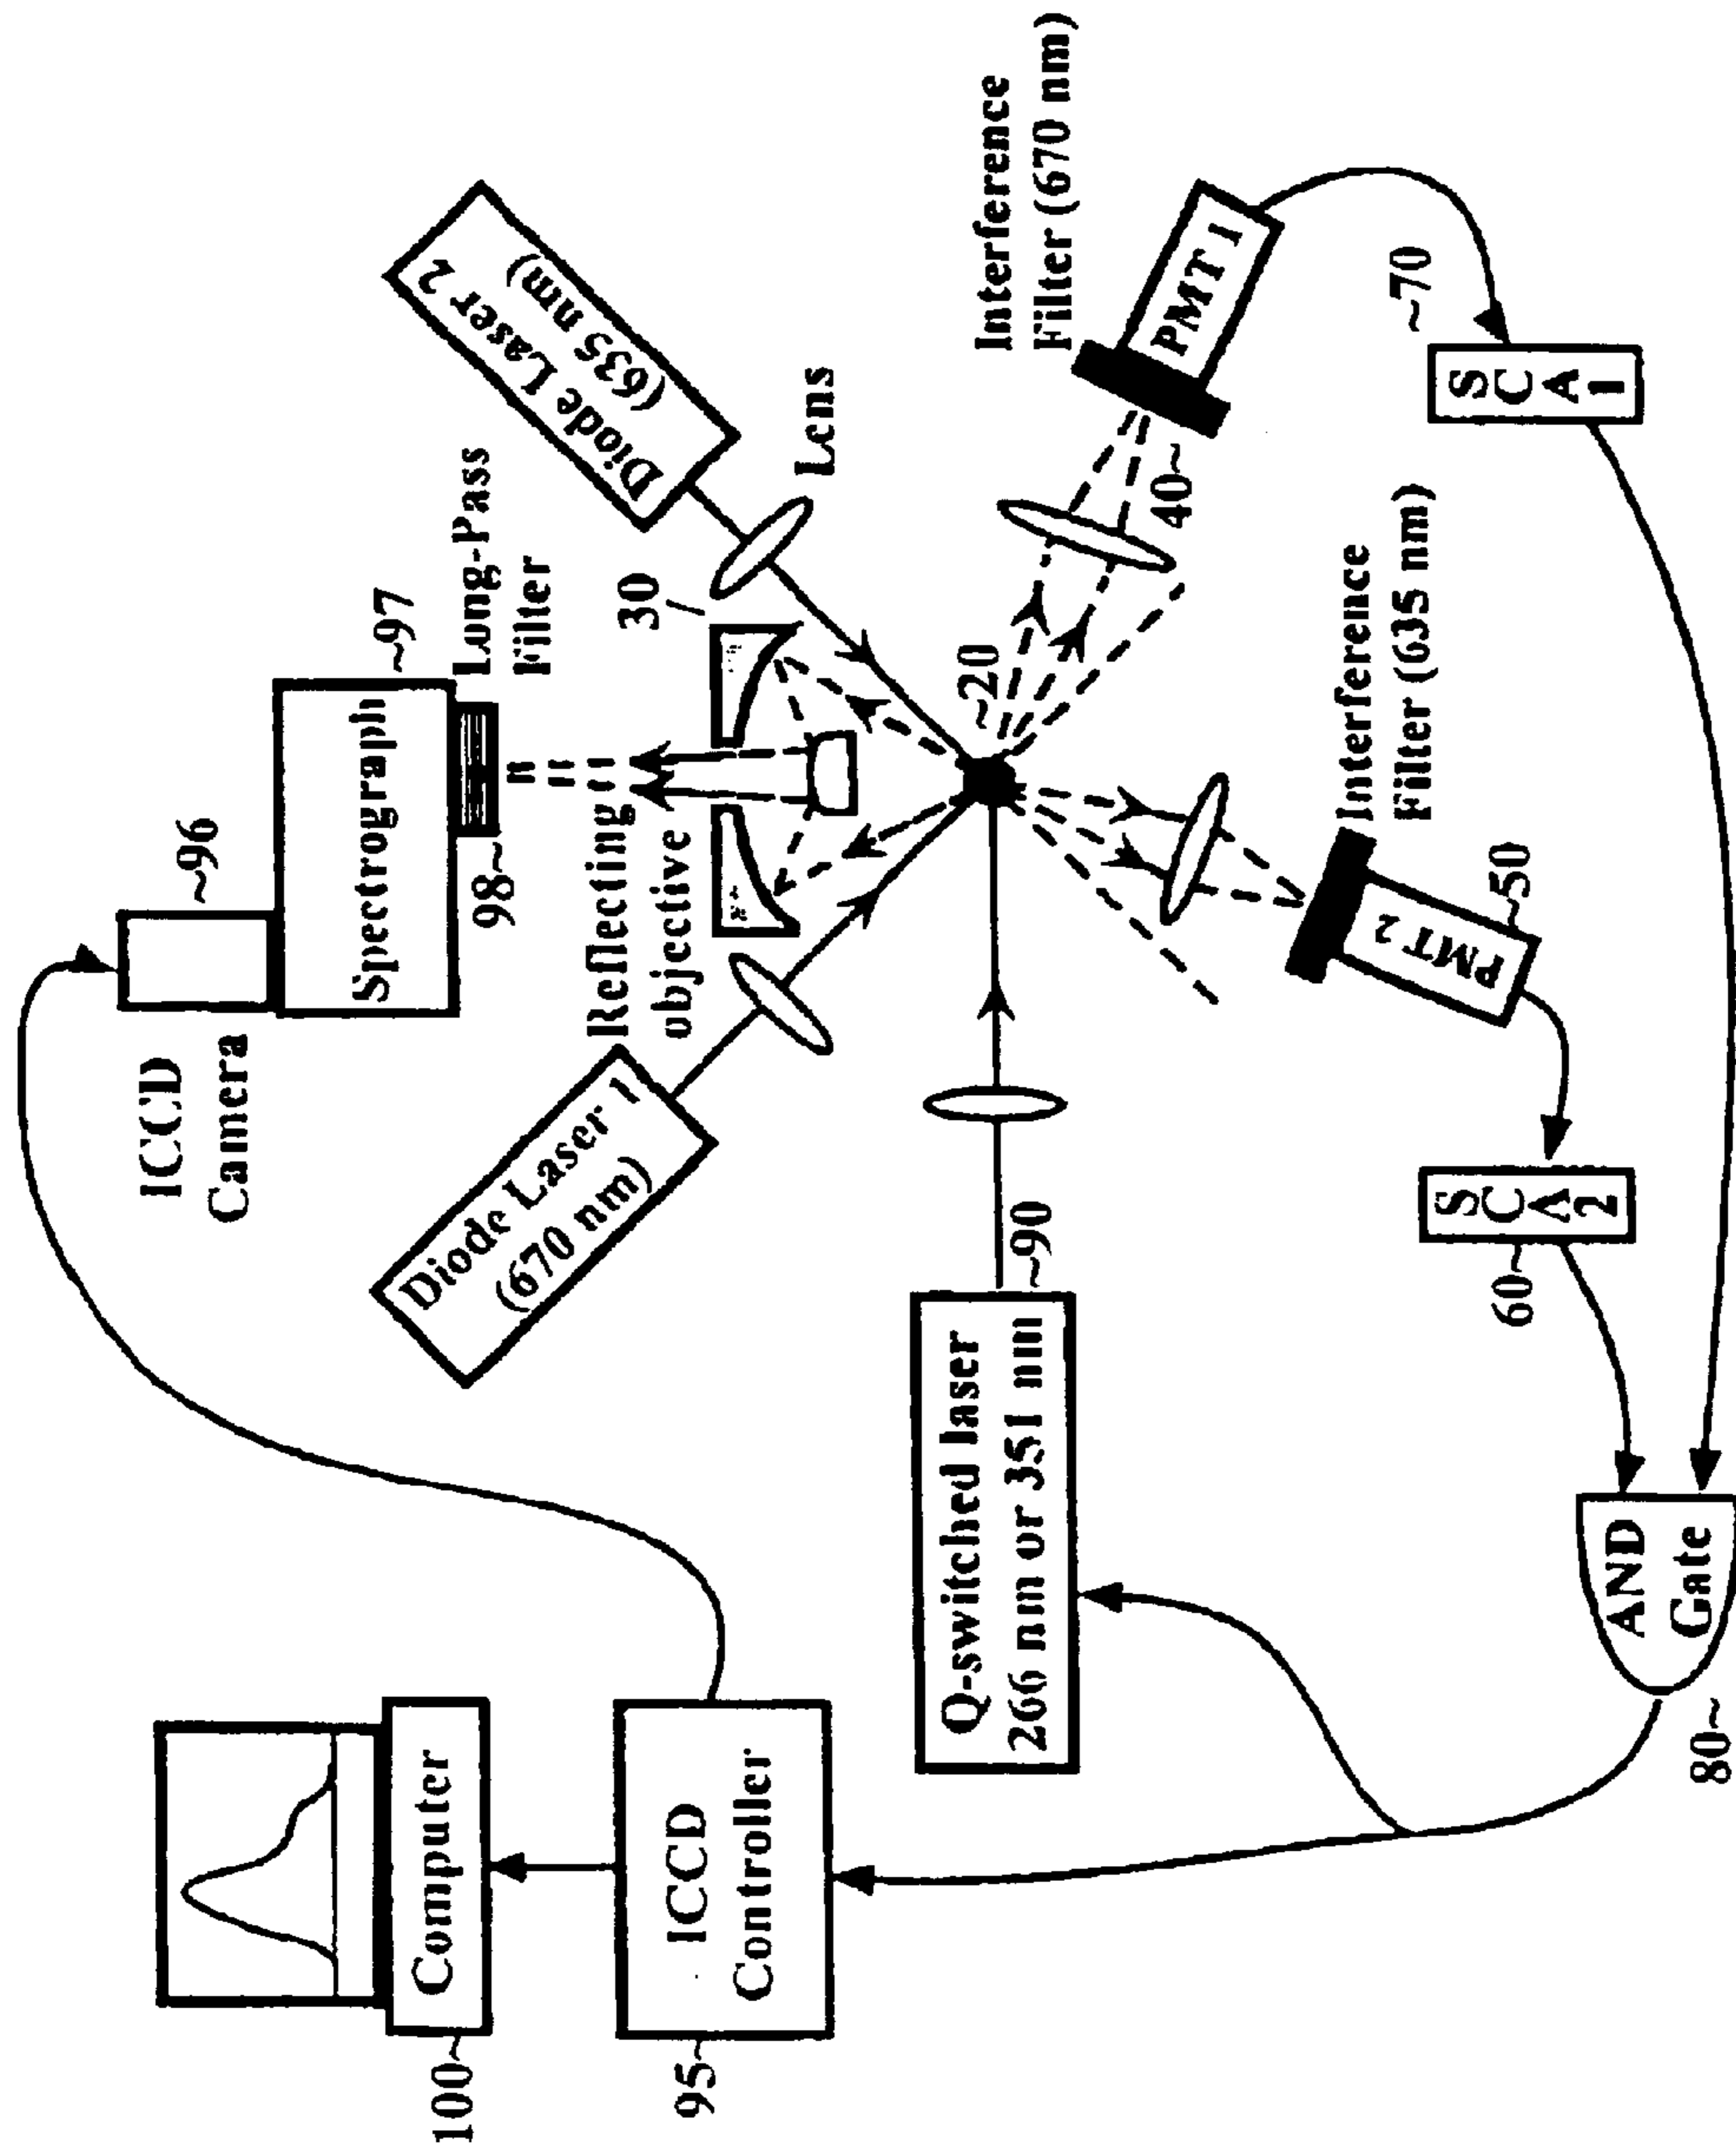 ICCD
Camera
~96
Spectrograph
~97
98~
Long-Pass
Filter
Reflecting
objective
30
Diode Laser 1
(670 nm)
Diode Laser 2
(635 nm)
Lens
~20
Computer
100~
ICCD
Controller
95~
Q-switched laser
266 nm or 351 nm
~90
Interference
Filter (670 nm)
PMT 1
40~
Interference
Filter (635 nm)
PMT 2
~50
~70
SCA 1
SCA 2
60~
AND
Gate
80~